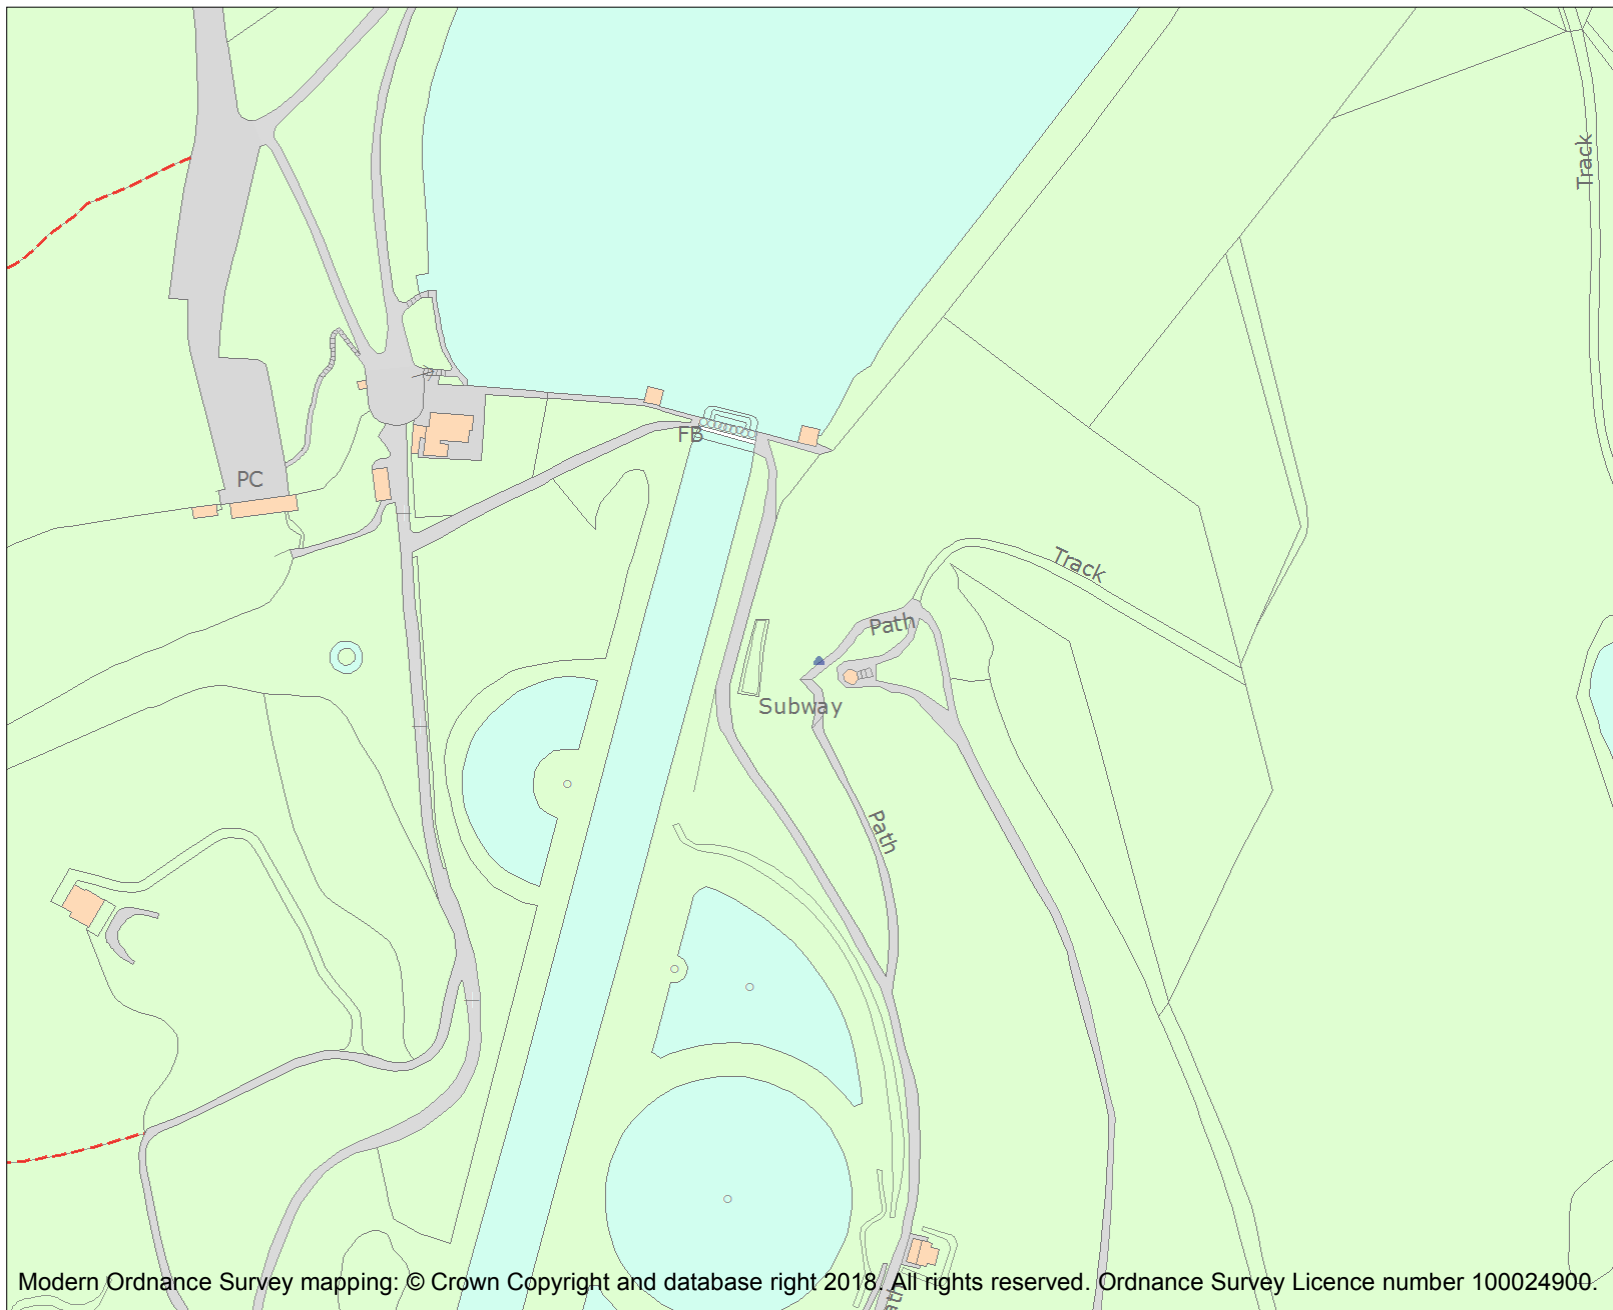 Track
FB
PC
Track
Path
Subway
Path
Modern Ordnance Survey mapping: © Crown Copyright and database right 2018. All rights reserved. Ordnance Survey Licence number 100024900.